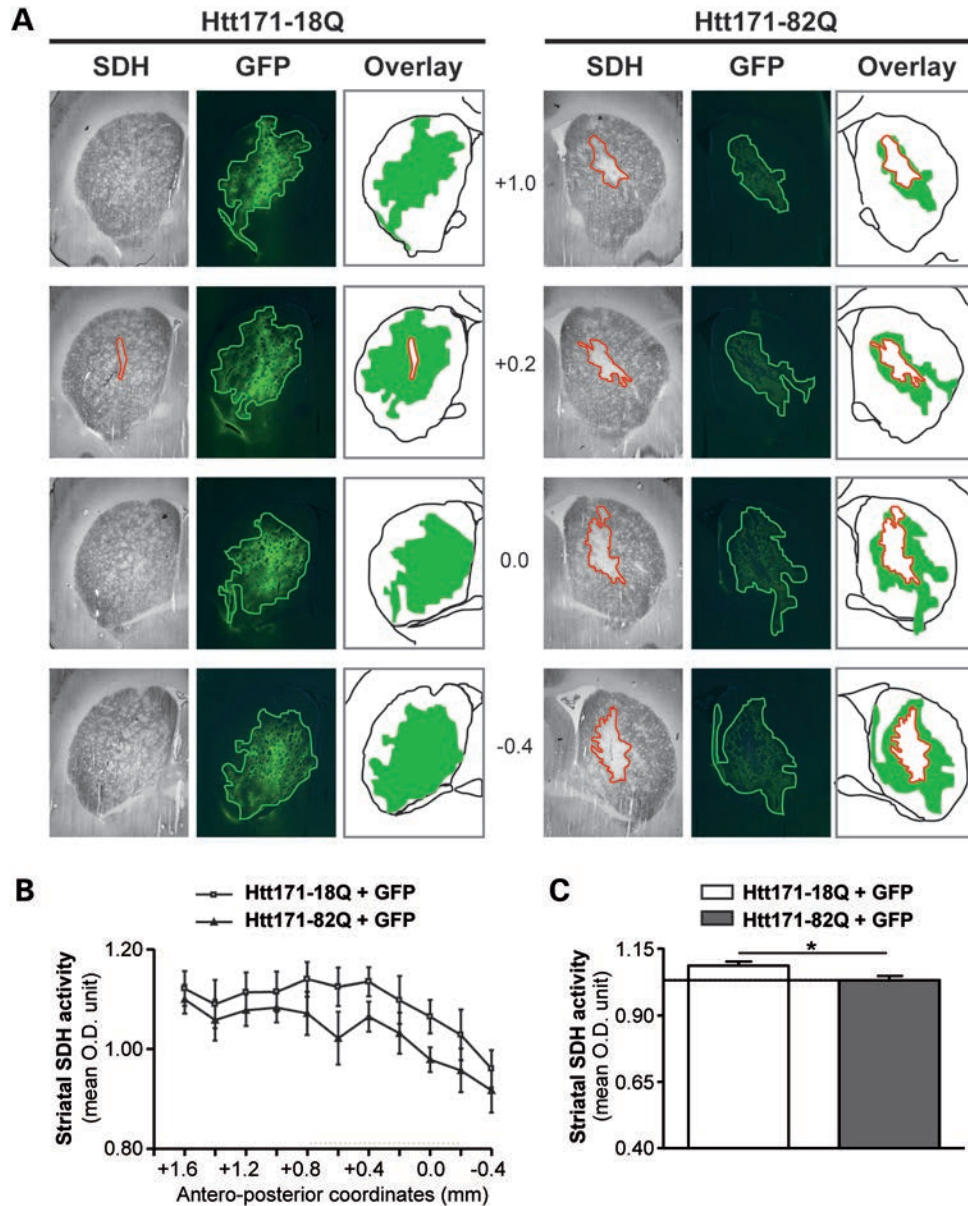 A
Htt171-18Q
Htt171-82Q
SDH GFP Overlay
SDH GFP Overlay
+1.0
+0.2
0.0
-0.4
B
Htt171-18Q + GFP
Htt171-82Q + GFP
Striatal SDH activity
(mean O.D. unit)
1.20
1.00
0.80
+1.6 +1.2 +0.8 +0.4 0.0 -0.4
Antero-posterior coordinates (mm)
C
Htt171-18Q + GFP
Htt171-82Q + GFP
Striatal SDH activity
(mean O.D. unit)
1.15
0.90
0.65
0.40
*